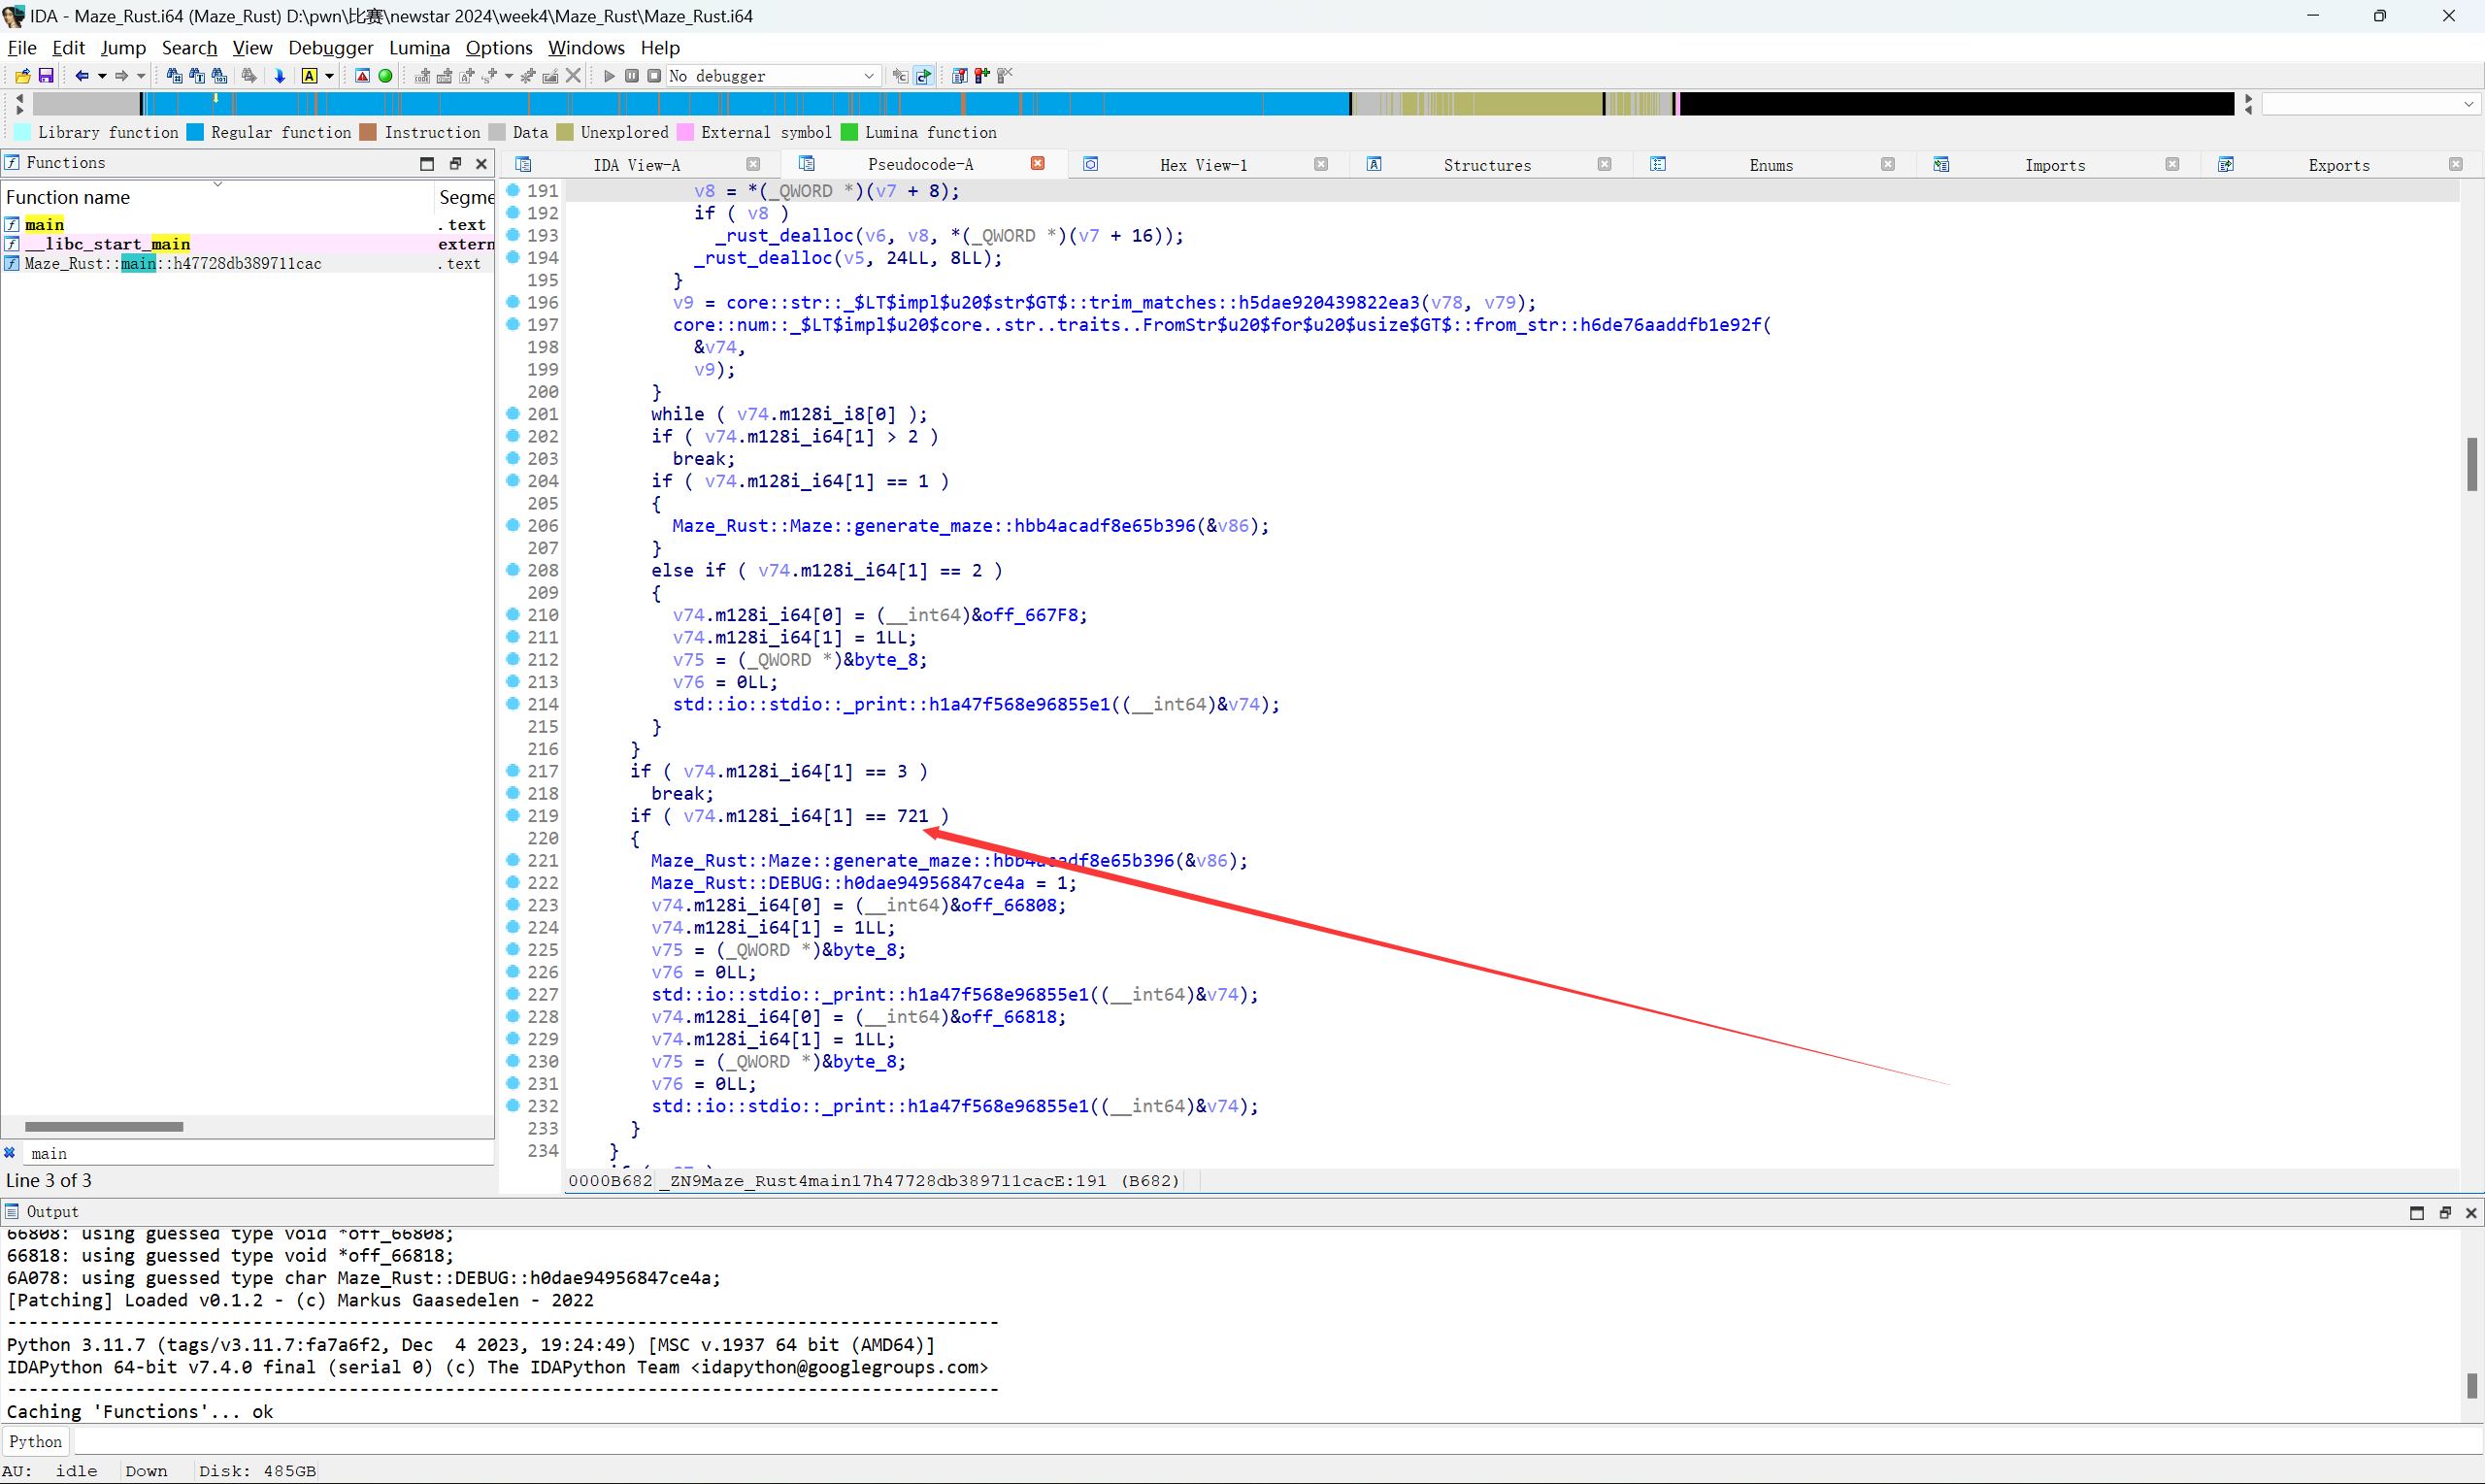 IDA - Maze_Rust.i64 (Maze_Rust) D:\pwn\比赛\newstar 2024\week4\Maze_Rust\Maze_Rust.i64
File Edit Jump Search View Debugger Lumina Options Windows Help
No debugger
Library function Regular function Instruction Data Unexplored External symbol Lumina function
Functions
IDA View-A Pseudocode-A Hex View-1 Structures Enums Imports Exports
Function name Segme
main .text
__libc_start_main extern
Maze_Rust::main::h47728db389711cac .text
191 v8 = *(_QWORD *)(v7 + 8);
192 if ( v8 )
193 _rust_dealloc(v6, v8, *(_QWORD *)(v7 + 16));
194 _rust_dealloc(v5, 24LL, 8LL);
195 }
196 v9 = core::str::_$LT$impl$u20$str$GT$::trim_matches::h5dae920439822ea3(v78, v79);
197 core::num::_$LT$impl$u20$core..str..traits..FromStr$u20$for$u20$usize$GT$::from_str::h6de76aaddfb1e92f(
198 &v74,
199 v9);
200 }
201 while ( v74.m128i_i8[0] );
202 if ( v74.m128i_i64[1] > 2 )
203 break;
204 if ( v74.m128i_i64[1] == 1 )
205 {
206 Maze_Rust::Maze::generate_maze::hbb4acadf8e65b396(&v86);
207 }
208 else if ( v74.m128i_i64[1] == 2 )
209 {
210 v74.m128i_i64[0] = (__int64)&off_667F8;
211 v74.m128i_i64[1] = 1LL;
212 v75 = (_QWORD *)&byte_8;
213 v76 = 0LL;
214 std::io::stdio::_print::h1a47f568e96855e1((__int64)&v74);
215 }
216 }
217 if ( v74.m128i_i64[1] == 3 )
218 break;
219 if ( v74.m128i_i64[1] == 721 )
220 {
221 Maze_Rust::Maze::generate_maze::hbb4acadf8e65b396(&v86);
222 Maze_Rust::DEBUG::h0dae94956847ce4a = 1;
223 v74.m128i_i64[0] = (__int64)&off_66808;
224 v74.m128i_i64[1] = 1LL;
225 v75 = (_QWORD *)&byte_8;
226 v76 = 0LL;
227 std::io::stdio::_print::h1a47f568e96855e1((__int64)&v74);
228 v74.m128i_i64[0] = (__int64)&off_66818;
229 v74.m128i_i64[1] = 1LL;
230 v75 = (_QWORD *)&byte_8;
231 v76 = 0LL;
232 std::io::stdio::_print::h1a47f568e96855e1((__int64)&v74);
233 }
234 }
main
Line 3 of 3
0000B682 _ZN9Maze_Rust4main17h47728db389711cacE:191 (B682)
Output
66808: using guessed type void *off_66808;
66818: using guessed type void *off_66818;
6A078: using guessed type char Maze_Rust::DEBUG::h0dae94956847ce4a;
[Patching] Loaded v0.1.2 - (c) Markus Gaasedelen - 2022
---------------------------------------------------------------------------------------------
Python 3.11.7 (tags/v3.11.7:fa7a6f2, Dec  4 2023, 19:24:49) [MSC v.1937 64 bit (AMD64)]
IDAPython 64-bit v7.4.0 final (serial 0) (c) The IDAPython Team <idapython@googlegroups.com>
---------------------------------------------------------------------------------------------
Caching 'Functions'... ok
Python
AU: idle Down Disk: 485GB